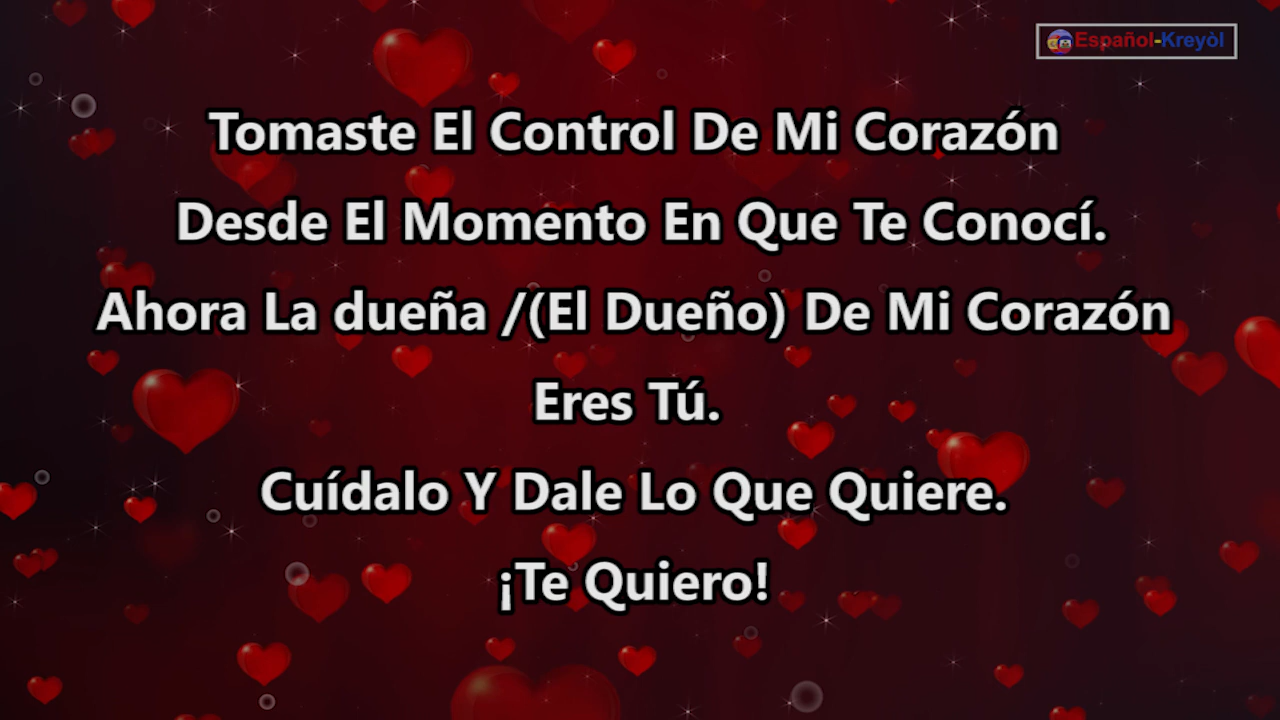 Español-Kreyòl
Tomaste El Control De Mi Corazón
Desde El Momento En Que Te Conocí.
Ahora La dueña /(El Dueño) De Mi Corazón
Eres Tú.
Cuídalo Y Dale Lo Que Quiere.
¡Te Quiero!